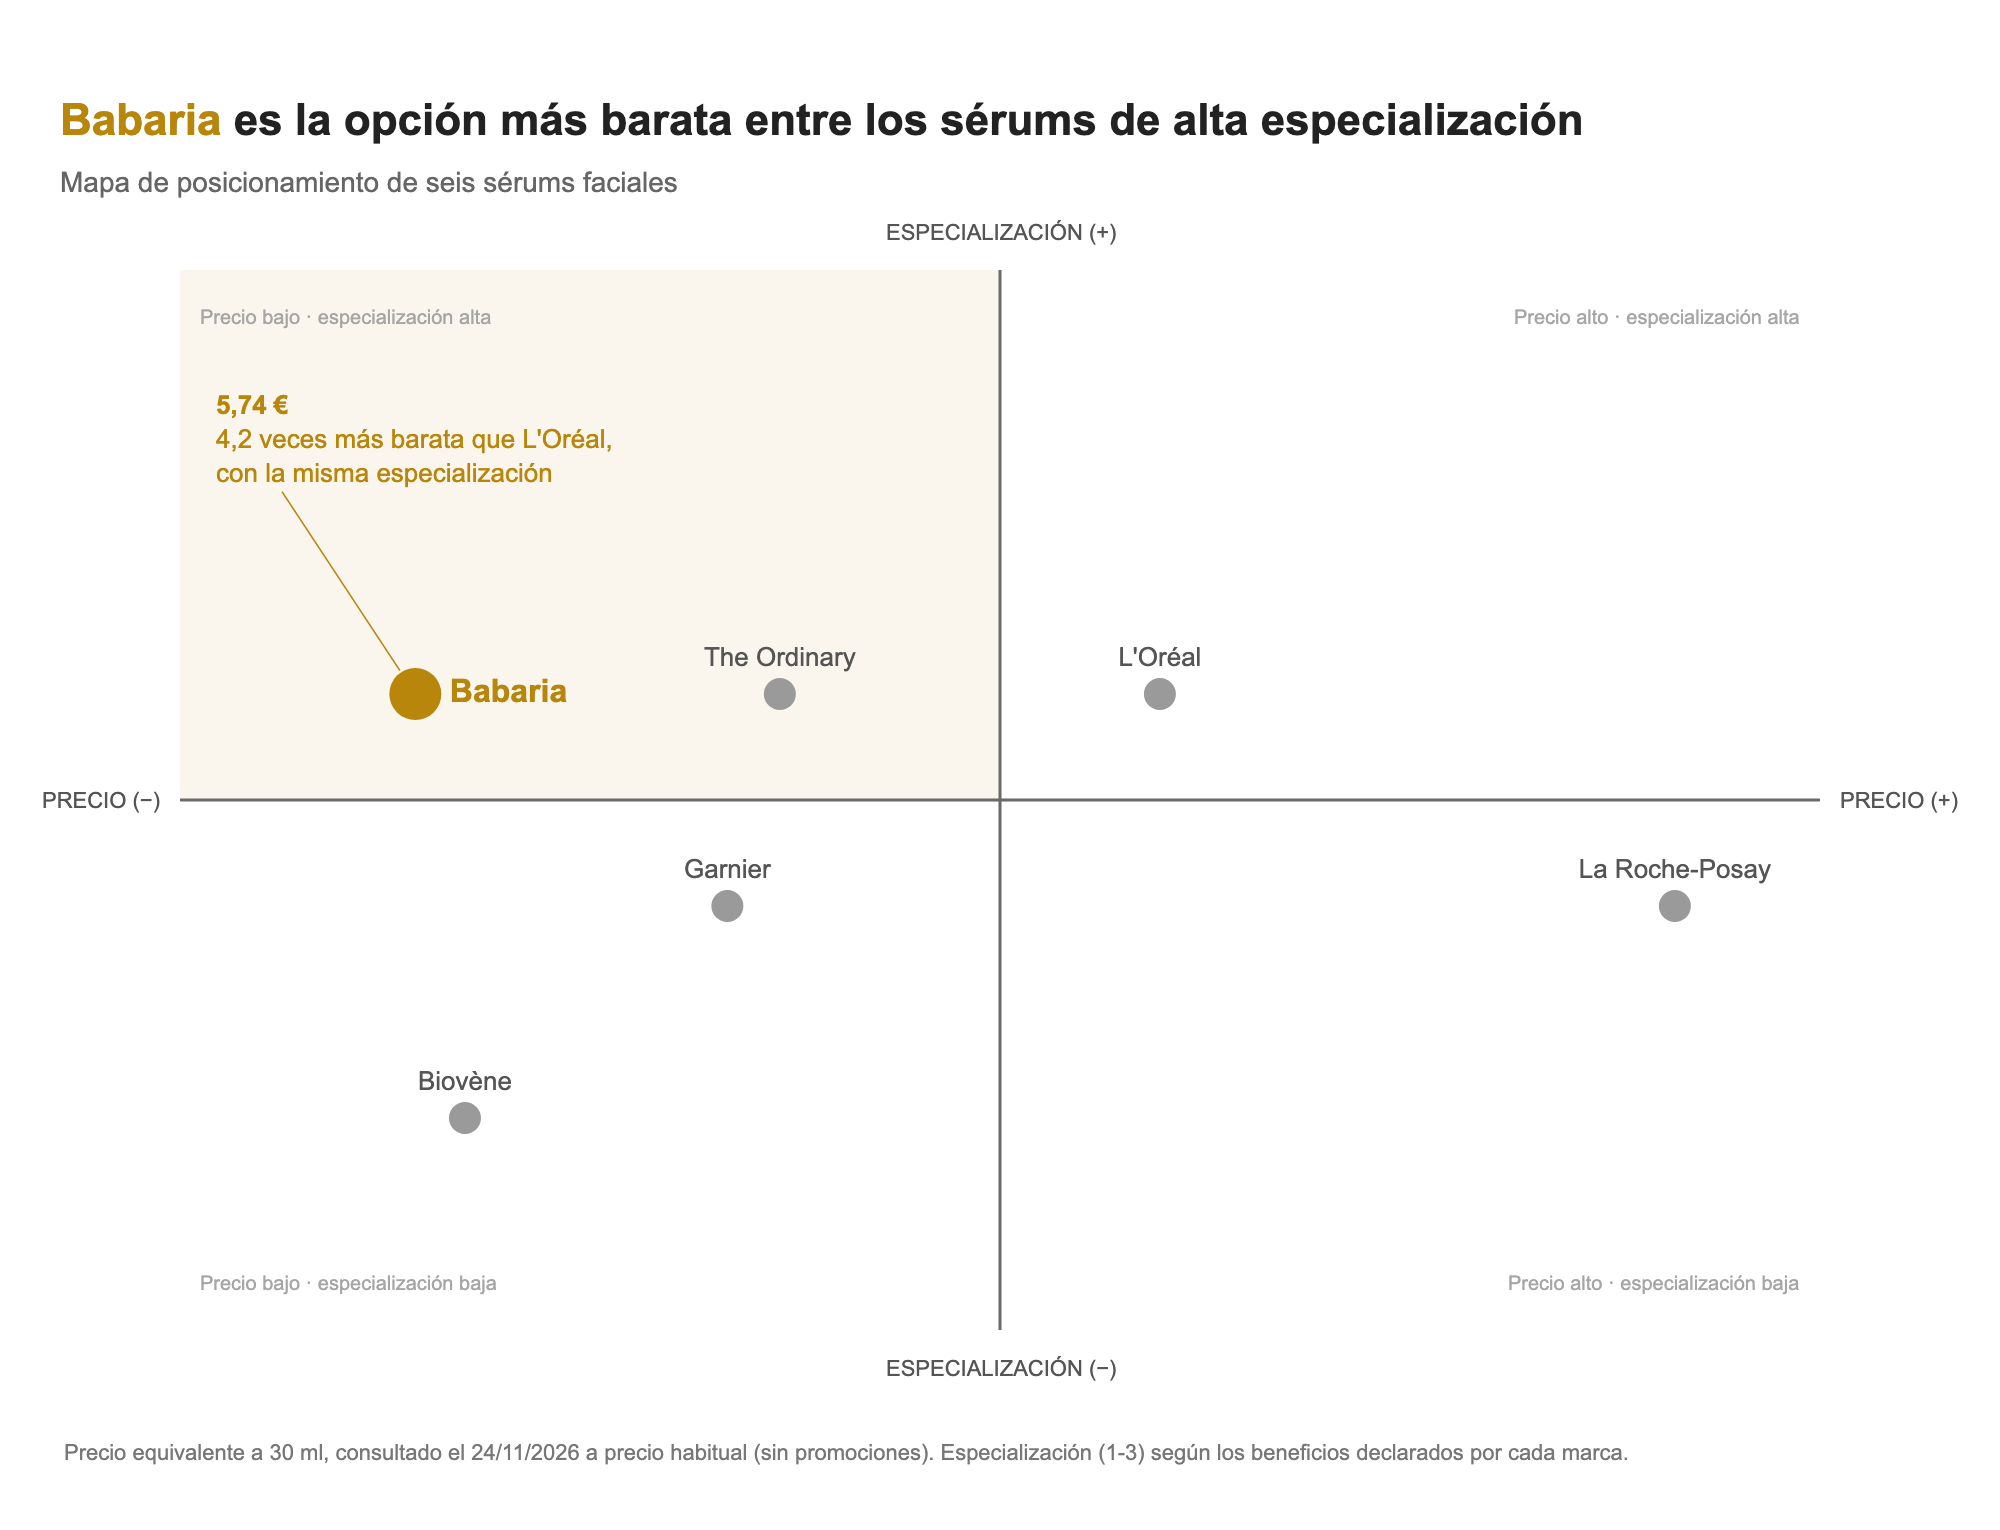 Babaria es la opción más barata entre los sérums de alta especialización
Mapa de posicionamiento de seis sérums faciales
ESPECIALIZACIÓN (+)
Precio bajo · especialización alta
Precio alto · especialización alta
5,74 €
4,2 veces más barata que L'Oréal,
con la misma especialización
The Ordinary
L'Oréal
Babaria
PRECIO (−)
PRECIO (+)
Garnier
La Roche-Posay
Biovène
Precio bajo · especialización baja
Precio alto · especialización baja
ESPECIALIZACIÓN (−)
Precio equivalente a 30 ml, consultado el 24/11/2026 a precio habitual (sin promociones). Especialización (1-3) según los beneficios declarados por cada marca.